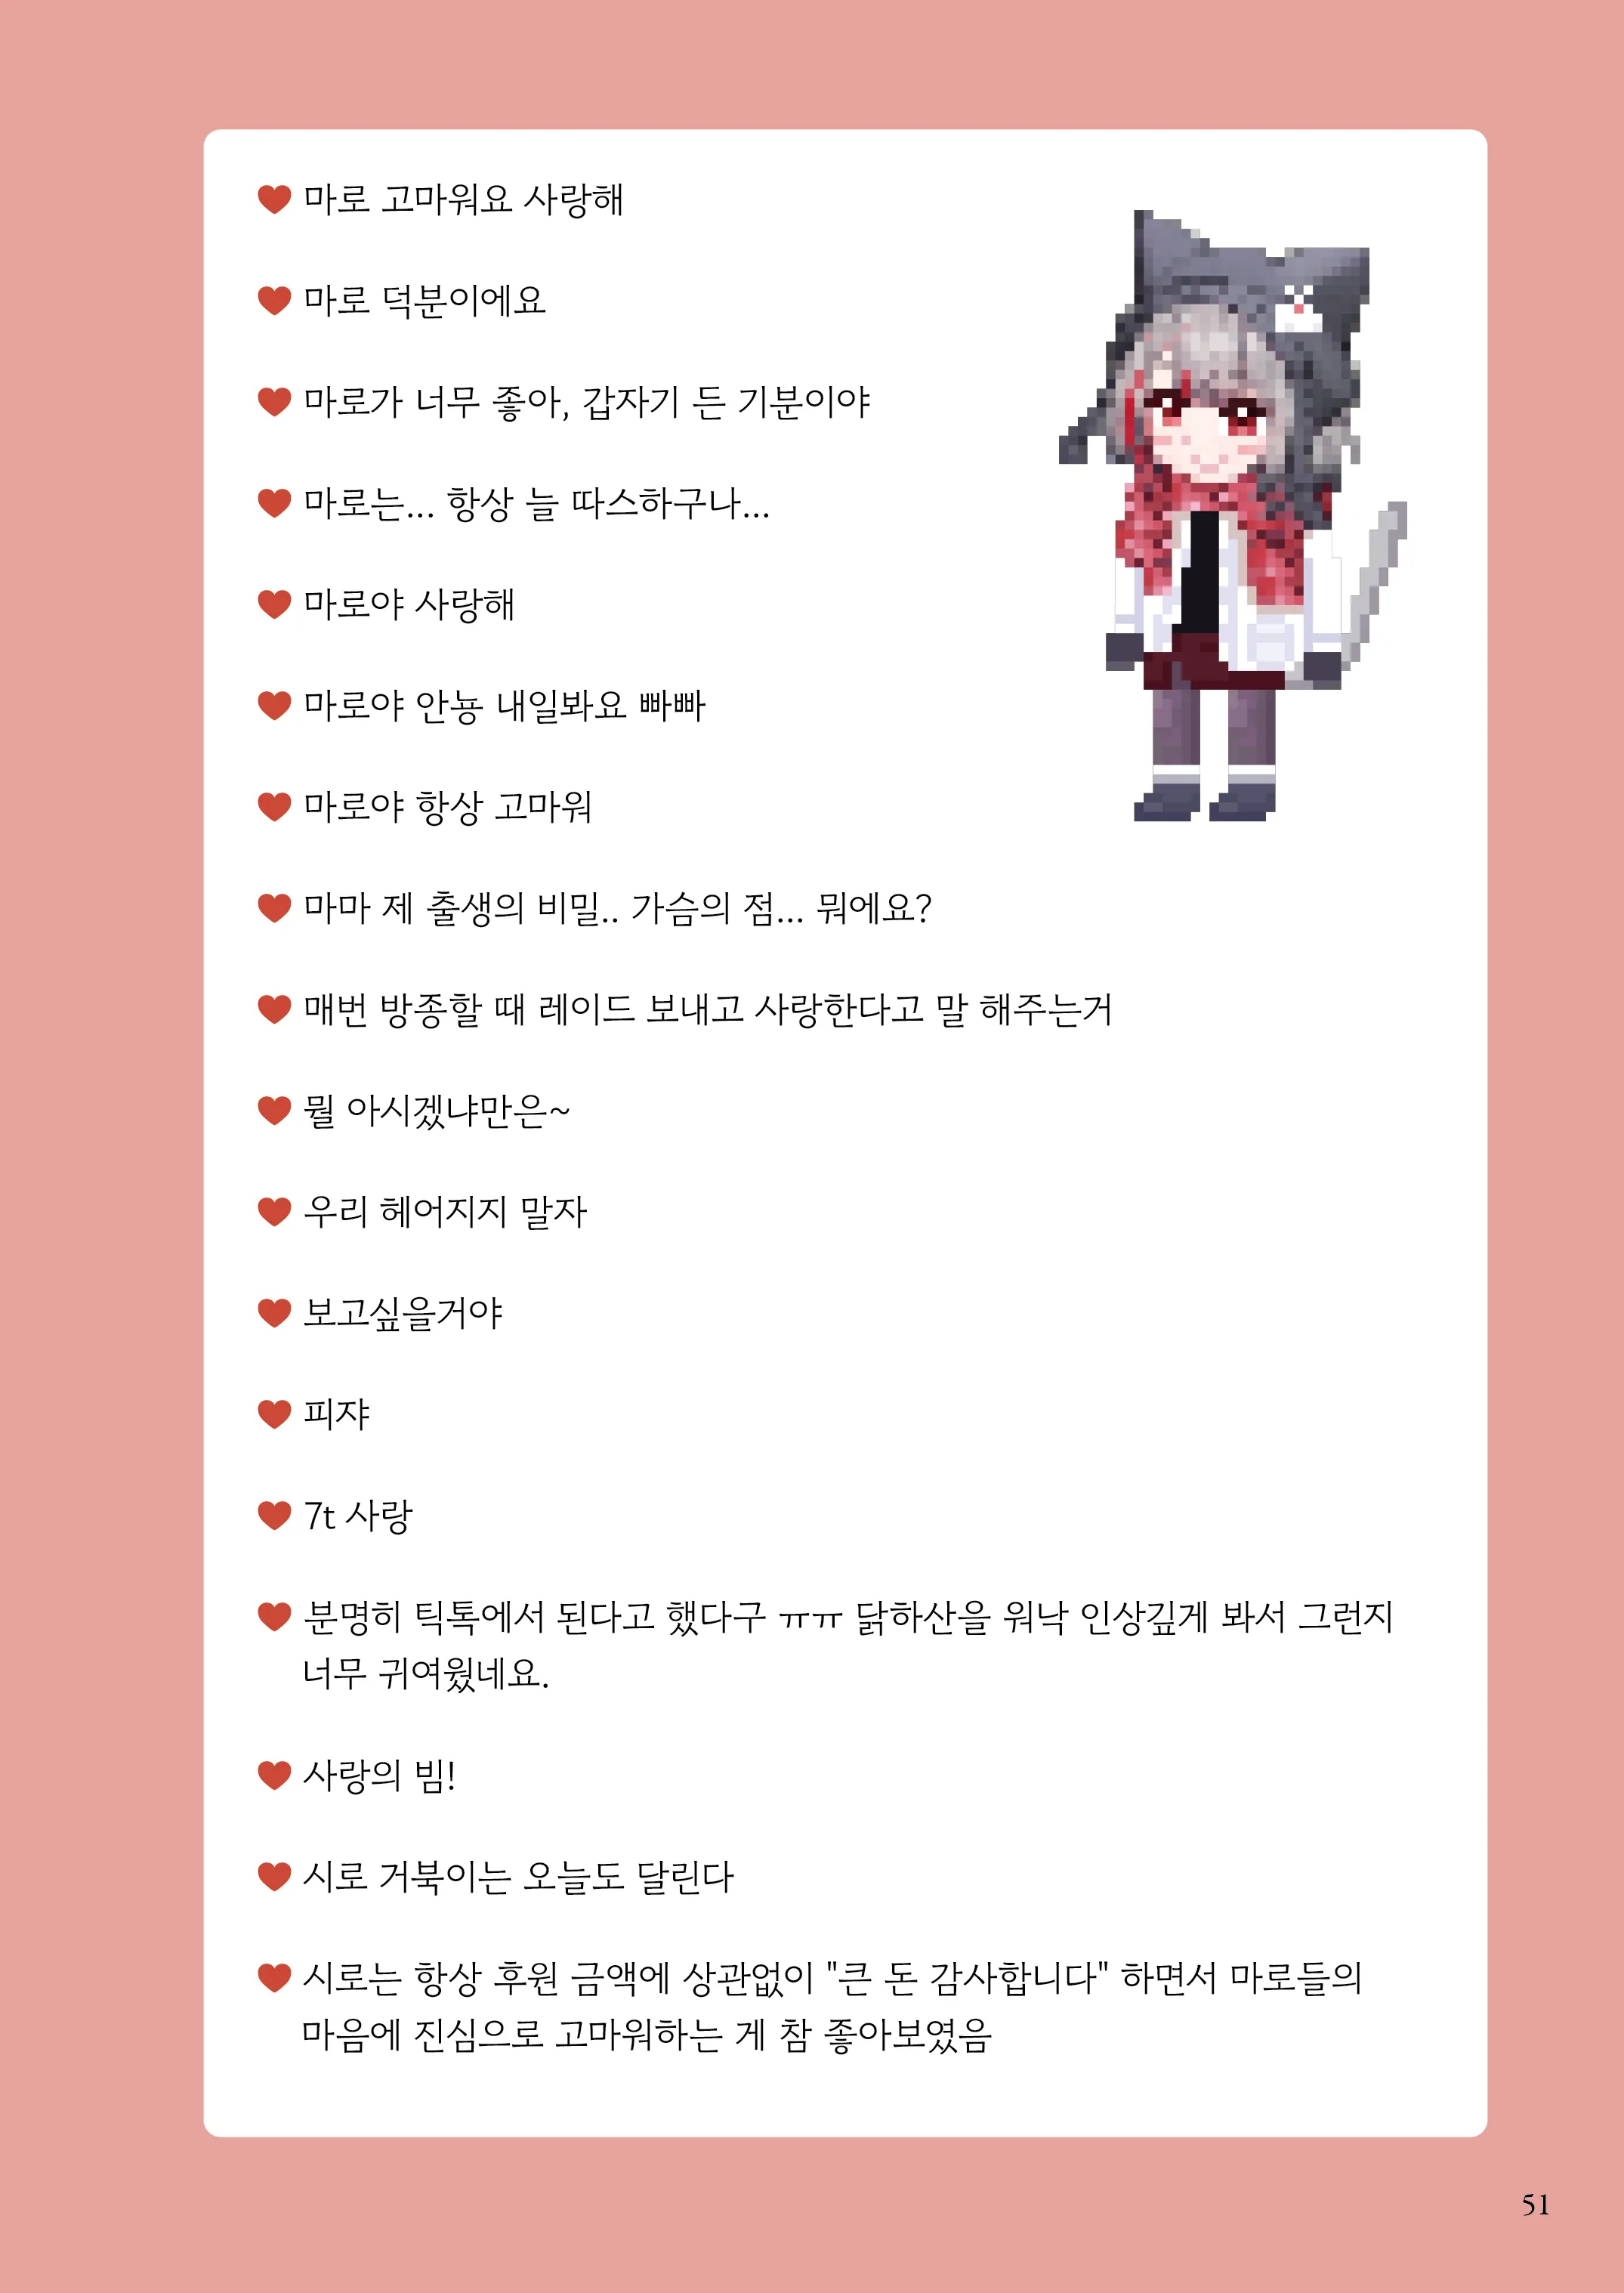 마로 고마워요 사랑해
마로 덕분이에요
마로가 너무 좋아, 갑자기 든 기분이야
마로는... 항상 늘 따스하구나...
마로야 사랑해
마로야 안뇽 내일봐요 빠빠
마로야 항상 고마워
마마 제 출생의 비밀.. 가슴의 점... 뭐에요?
매번 방종할 때 레이드 보내고 사랑한다고 말 해주는거
뭘 아시겠냐만은~
우리 헤어지지 말자
보고싶을거야
피쟈
7t 사랑
분명히 틱톡에서 된다고 했다구 ㅠㅠ 닭하산을 워낙 인상깊게 봐서 그런지
너무 귀여웠네요.
사랑의 빔!
시로 거북이는 오늘도 달린다
시로는 항상 후원 금액에 상관없이 "큰 돈 감사합니다" 하면서 마로들의
마음에 진심으로 고마워하는 게 참 좋아보였음
51